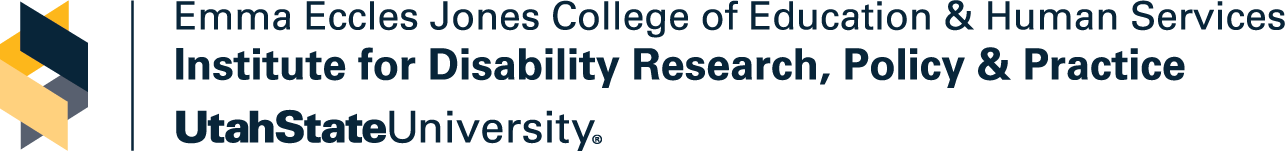 Emma Eccles Jones College of Education & Human Services
Institute for Disability Research, Policy & Practice
UtahStateUniversity®